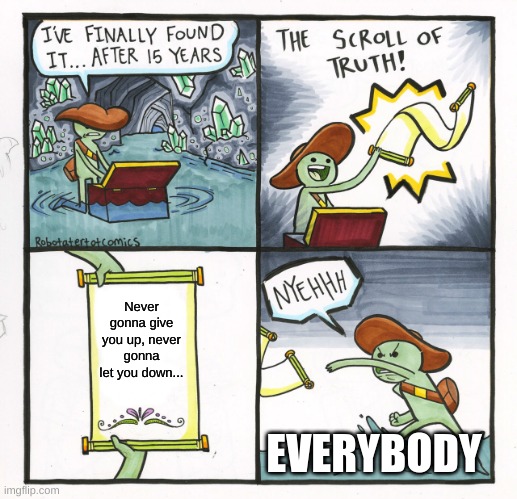 I'VE FINALLY FOUND
IT... AFTER 15 YEARS
Robotatertotcomics
THE SCROLL OF
TRUTH!
Never
gonna give
you up, never
gonna
let you down...
NYEHHH
EVERYBODY
imgflip.com